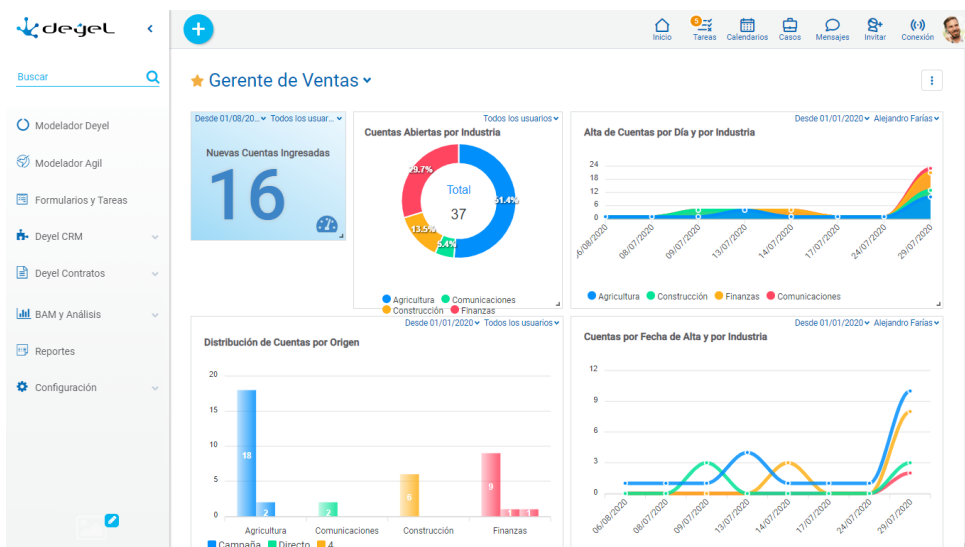 deyel
Buscar
Modelador Deyel
Modelador Agil
Formularios y Tareas
Deyel CRM
Deyel Contratos
BAM y Análisis
Reportes
Configuración
5
Inicio
Tareas
Calendarios
Casos
Mensajes
Invitar
Conexión
Gerente de Ventas
Desde 01/08/20... Todos los usuar...
Nuevas Cuentas Ingresadas
16
Todos los usuarios
Cuentas Abiertas por Industria
29.7%
51.4%
13.5%
5.4%
Total
37
Agricultura Comunicaciones
Construcción Finanzas
Desde 01/01/2020 Alejandro Farías
Alta de Cuentas por Día y por Industria
24
18
12
6
0
06/08/2020 08/07/2020 09/07/2020 13/07/2020 14/07/2020 17/07/2020 24/07/2020 29/07/2020
Agricultura Construcción Finanzas Comunicaciones
Desde 01/01/2020 Todos los usuarios
Distribución de Cuentas por Origen
20
15
10
5
0
18
2
2
6
9
1 1
Agricultura Comunicaciones Construcción Finanzas
Campaña Directo 4
Desde 01/01/2020 Alejandro Farías
Cuentas por Fecha de Alta y por Industria
12
9
6
3
0
06/08/2020 08/07/2020 09/07/2020 13/07/2020 14/07/2020 17/07/2020 24/07/2020 29/07/2020